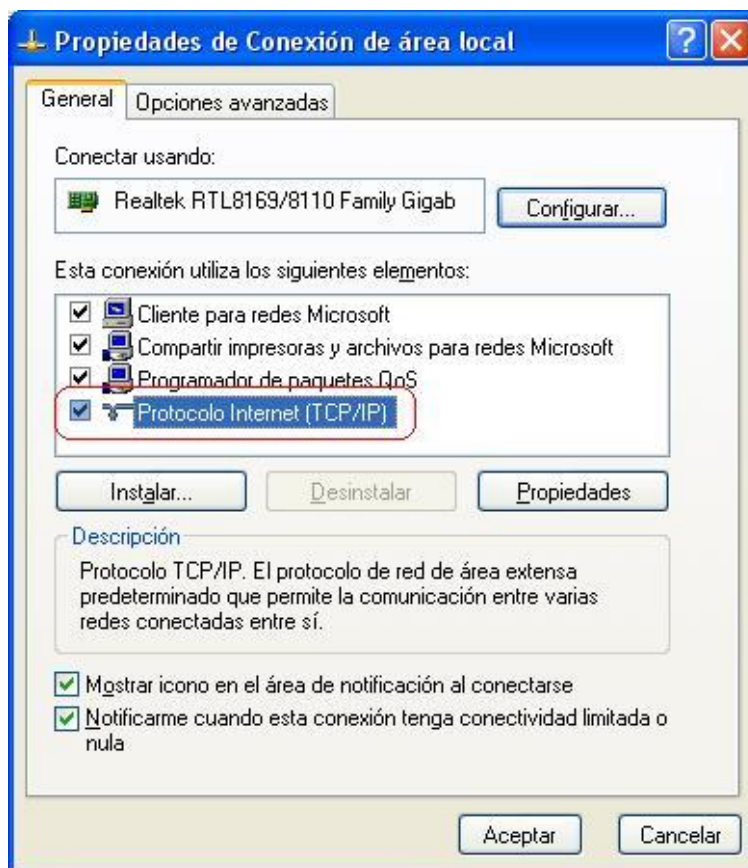 Propiedades de Conexión de área local
General
Opciones avanzadas
Conectar usando:
Realtek RTL8169/8110 Family Gigab
Configurar...
Esta conexión utiliza los siguientes elementos:
Cliente para redes Microsoft
Compartir impresoras y archivos para redes Microsoft
Programador de paquetes QoS
Protocolo Internet (TCP/IP)
Instalar...
Desinstalar
Propiedades
Descripción
Protocolo TCP/IP. El protocolo de red de área extensa
predeterminado que permite la comunicación entre varias
redes conectadas entre sí.
Mostrar icono en el área de notificación al conectarse
Notificarme cuando esta conexión tenga conectividad limitada o
nula
Aceptar
Cancelar